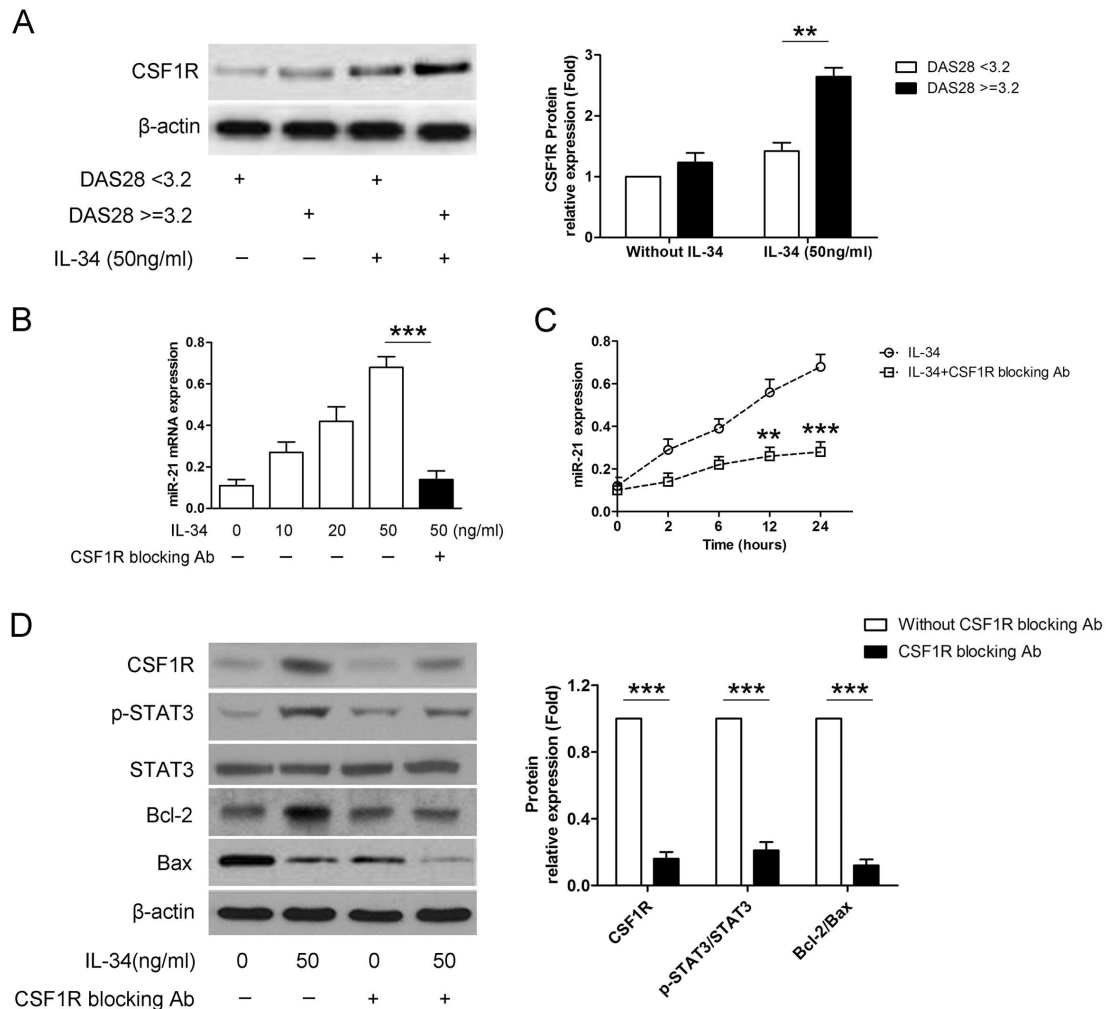 A
CSF1R
β-actin
DAS28 <3.2 + +
DAS28 >=3.2 + +
IL-34 (50ng/ml) – – + +
**
DAS28 <3.2
DAS28 >=3.2
CSF1R Protein
relative expression (Fold)
3
2
1
0
Without IL-34 IL-34 (50ng/ml)
B
***
miR-21 mRNA expression
0.8
0.6
0.4
0.2
0.0
IL-34 0 10 20 50 50 (ng/ml)
CSF1R blocking Ab – – – – +
C
IL-34
IL-34+CSF1R blocking Ab
miR-21 expression
0.8
0.6
0.4
0.2
0.0
** ***
0 2 6 12 24
Time (hours)
D
CSF1R
p-STAT3
STAT3
Bcl-2
Bax
β-actin
IL-34(ng/ml) 0 50 0 50
CSF1R blocking Ab – – + +
Without CSF1R blocking Ab
CSF1R blocking Ab
Protein
relative expression (Fold)
1.2
0.8
0.4
0.0
*** *** ***
CSF1R
p-STAT3/STAT3
Bcl-2/Bax